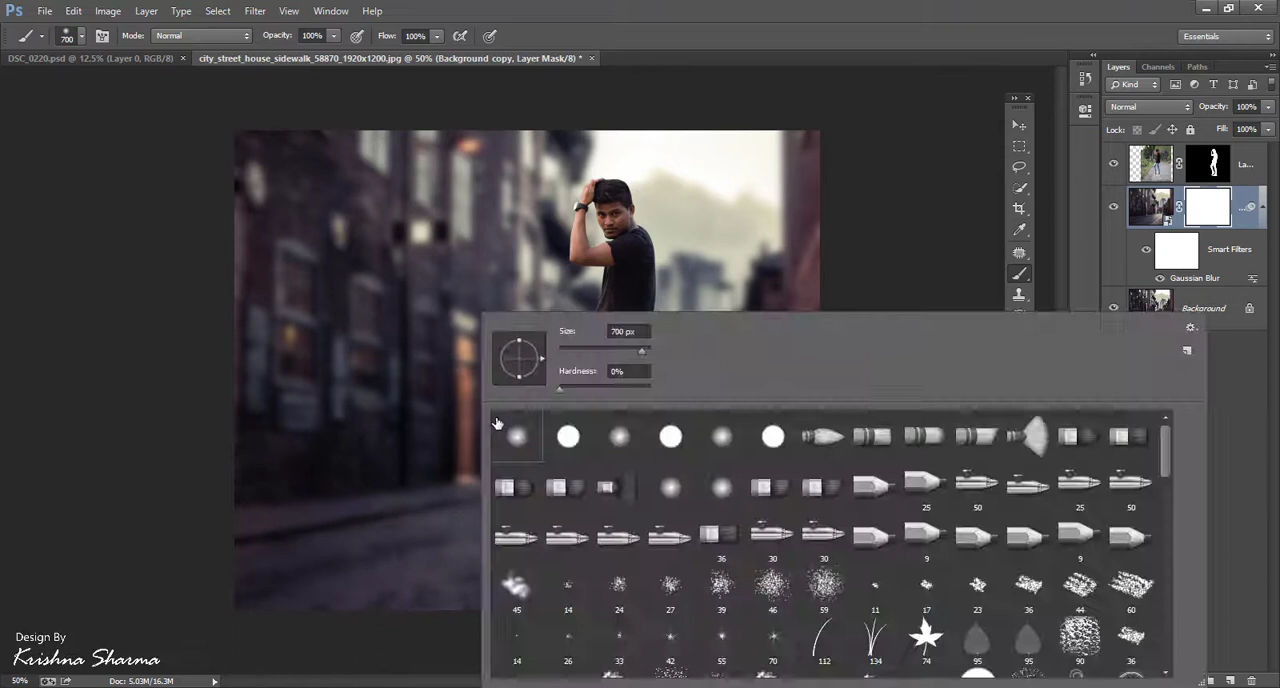 Ps File Edit Image Layer Type Select Filter View Window Help
700 Mode: Normal Opacity: 100% Flow: 100% Essentials
DSC_0220.psd @ 12.5% (Layer 0, RGB/8) × city_street_house_sidewalk_58870_1920x1200.jpg @ 50% (Background copy, Layer Mask/8) * ×
Layers Channels Paths
Kind
Normal Opacity: 100%
Lock: Fill: 100%
La...
...
Smart Filters
Gaussian Blur
Background
Size: 700 px
Hardness: 0%
25 50 25 50
36 30 30 9 9
45 14 24 27 39 46 59 11 17 23 36 44 60
14 26 33 42 55 70 112 134 74 95 95 90 36
Design By
Krishna Sharma
50% Doc: 5.03M/16.3M